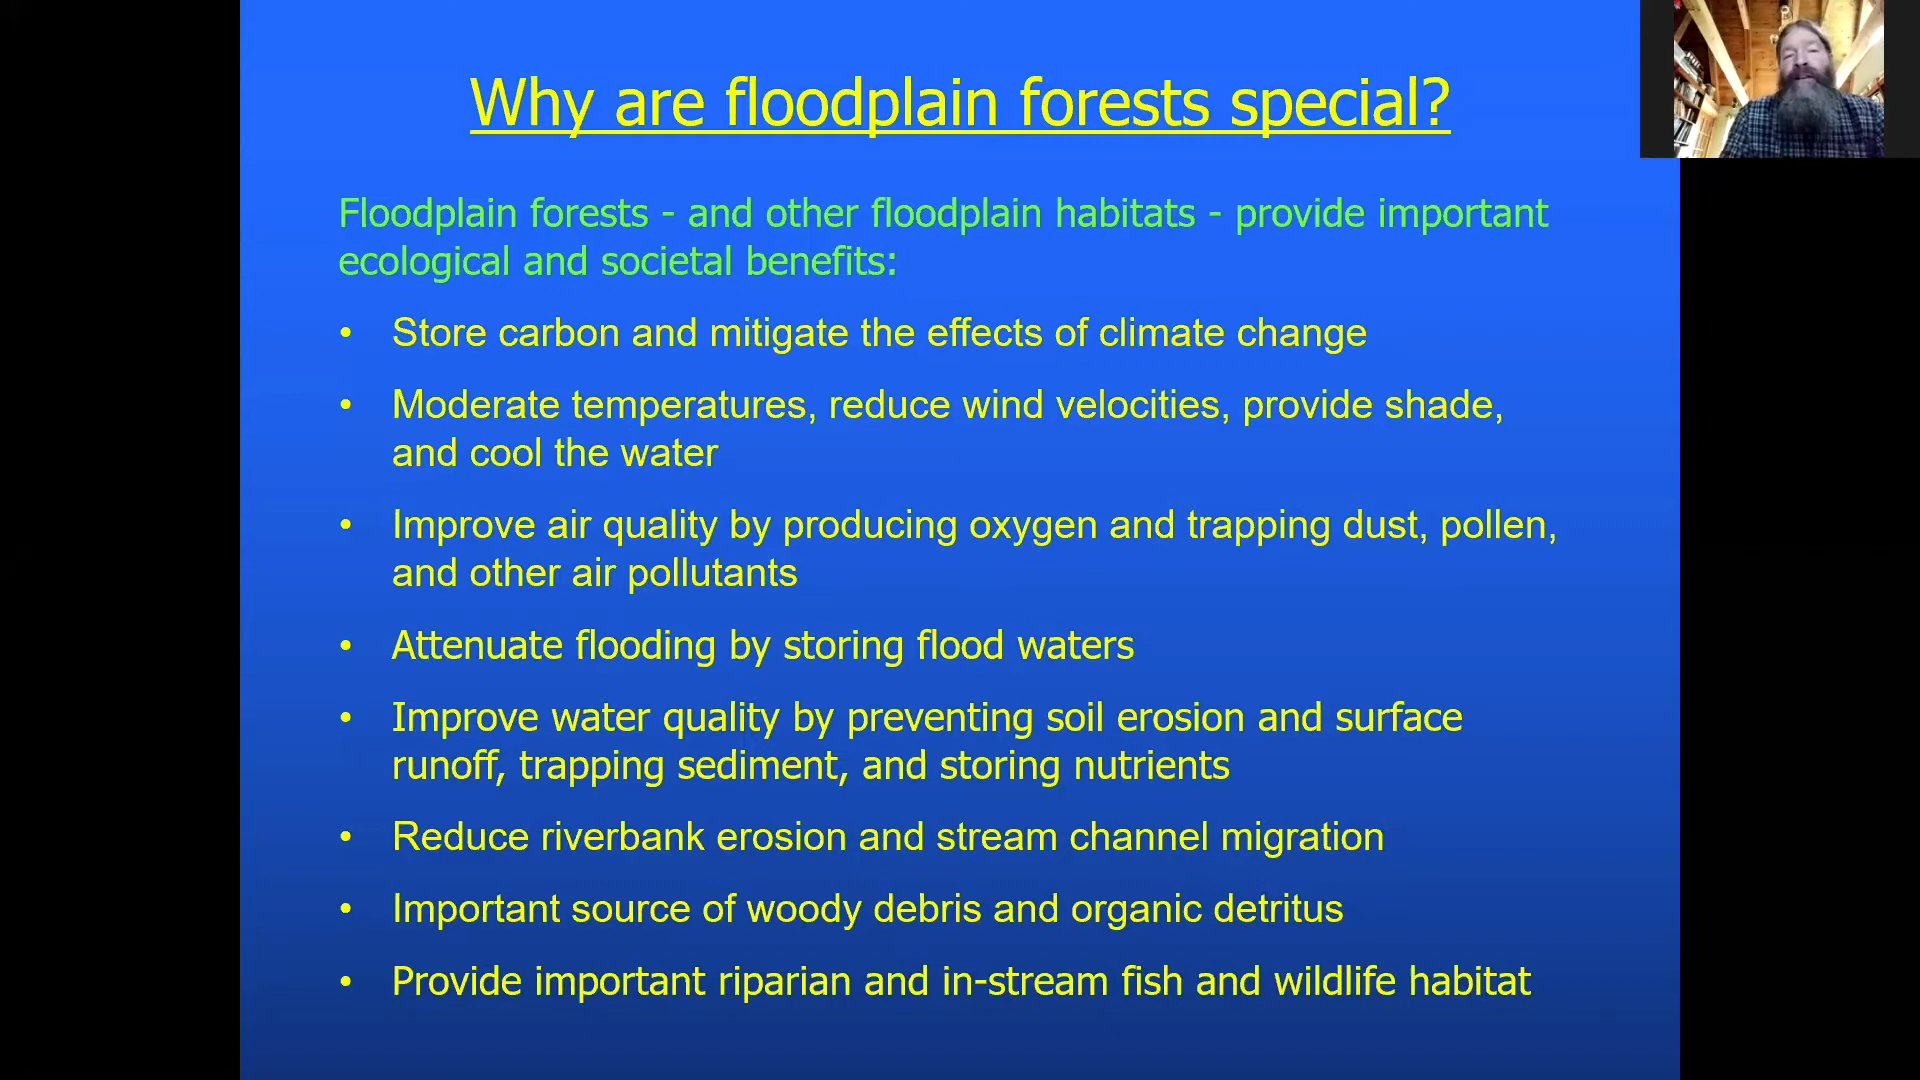 Why are floodplain forests special?
Floodplain forests - and other floodplain habitats - provide important
ecological and societal benefits:
• Store carbon and mitigate the effects of climate change
• Moderate temperatures, reduce wind velocities, provide shade,
and cool the water
• Improve air quality by producing oxygen and trapping dust, pollen,
and other air pollutants
• Attenuate flooding by storing flood waters
• Improve water quality by preventing soil erosion and surface
runoff, trapping sediment, and storing nutrients
• Reduce riverbank erosion and stream channel migration
• Important source of woody debris and organic detritus
• Provide important riparian and in-stream fish and wildlife habitat